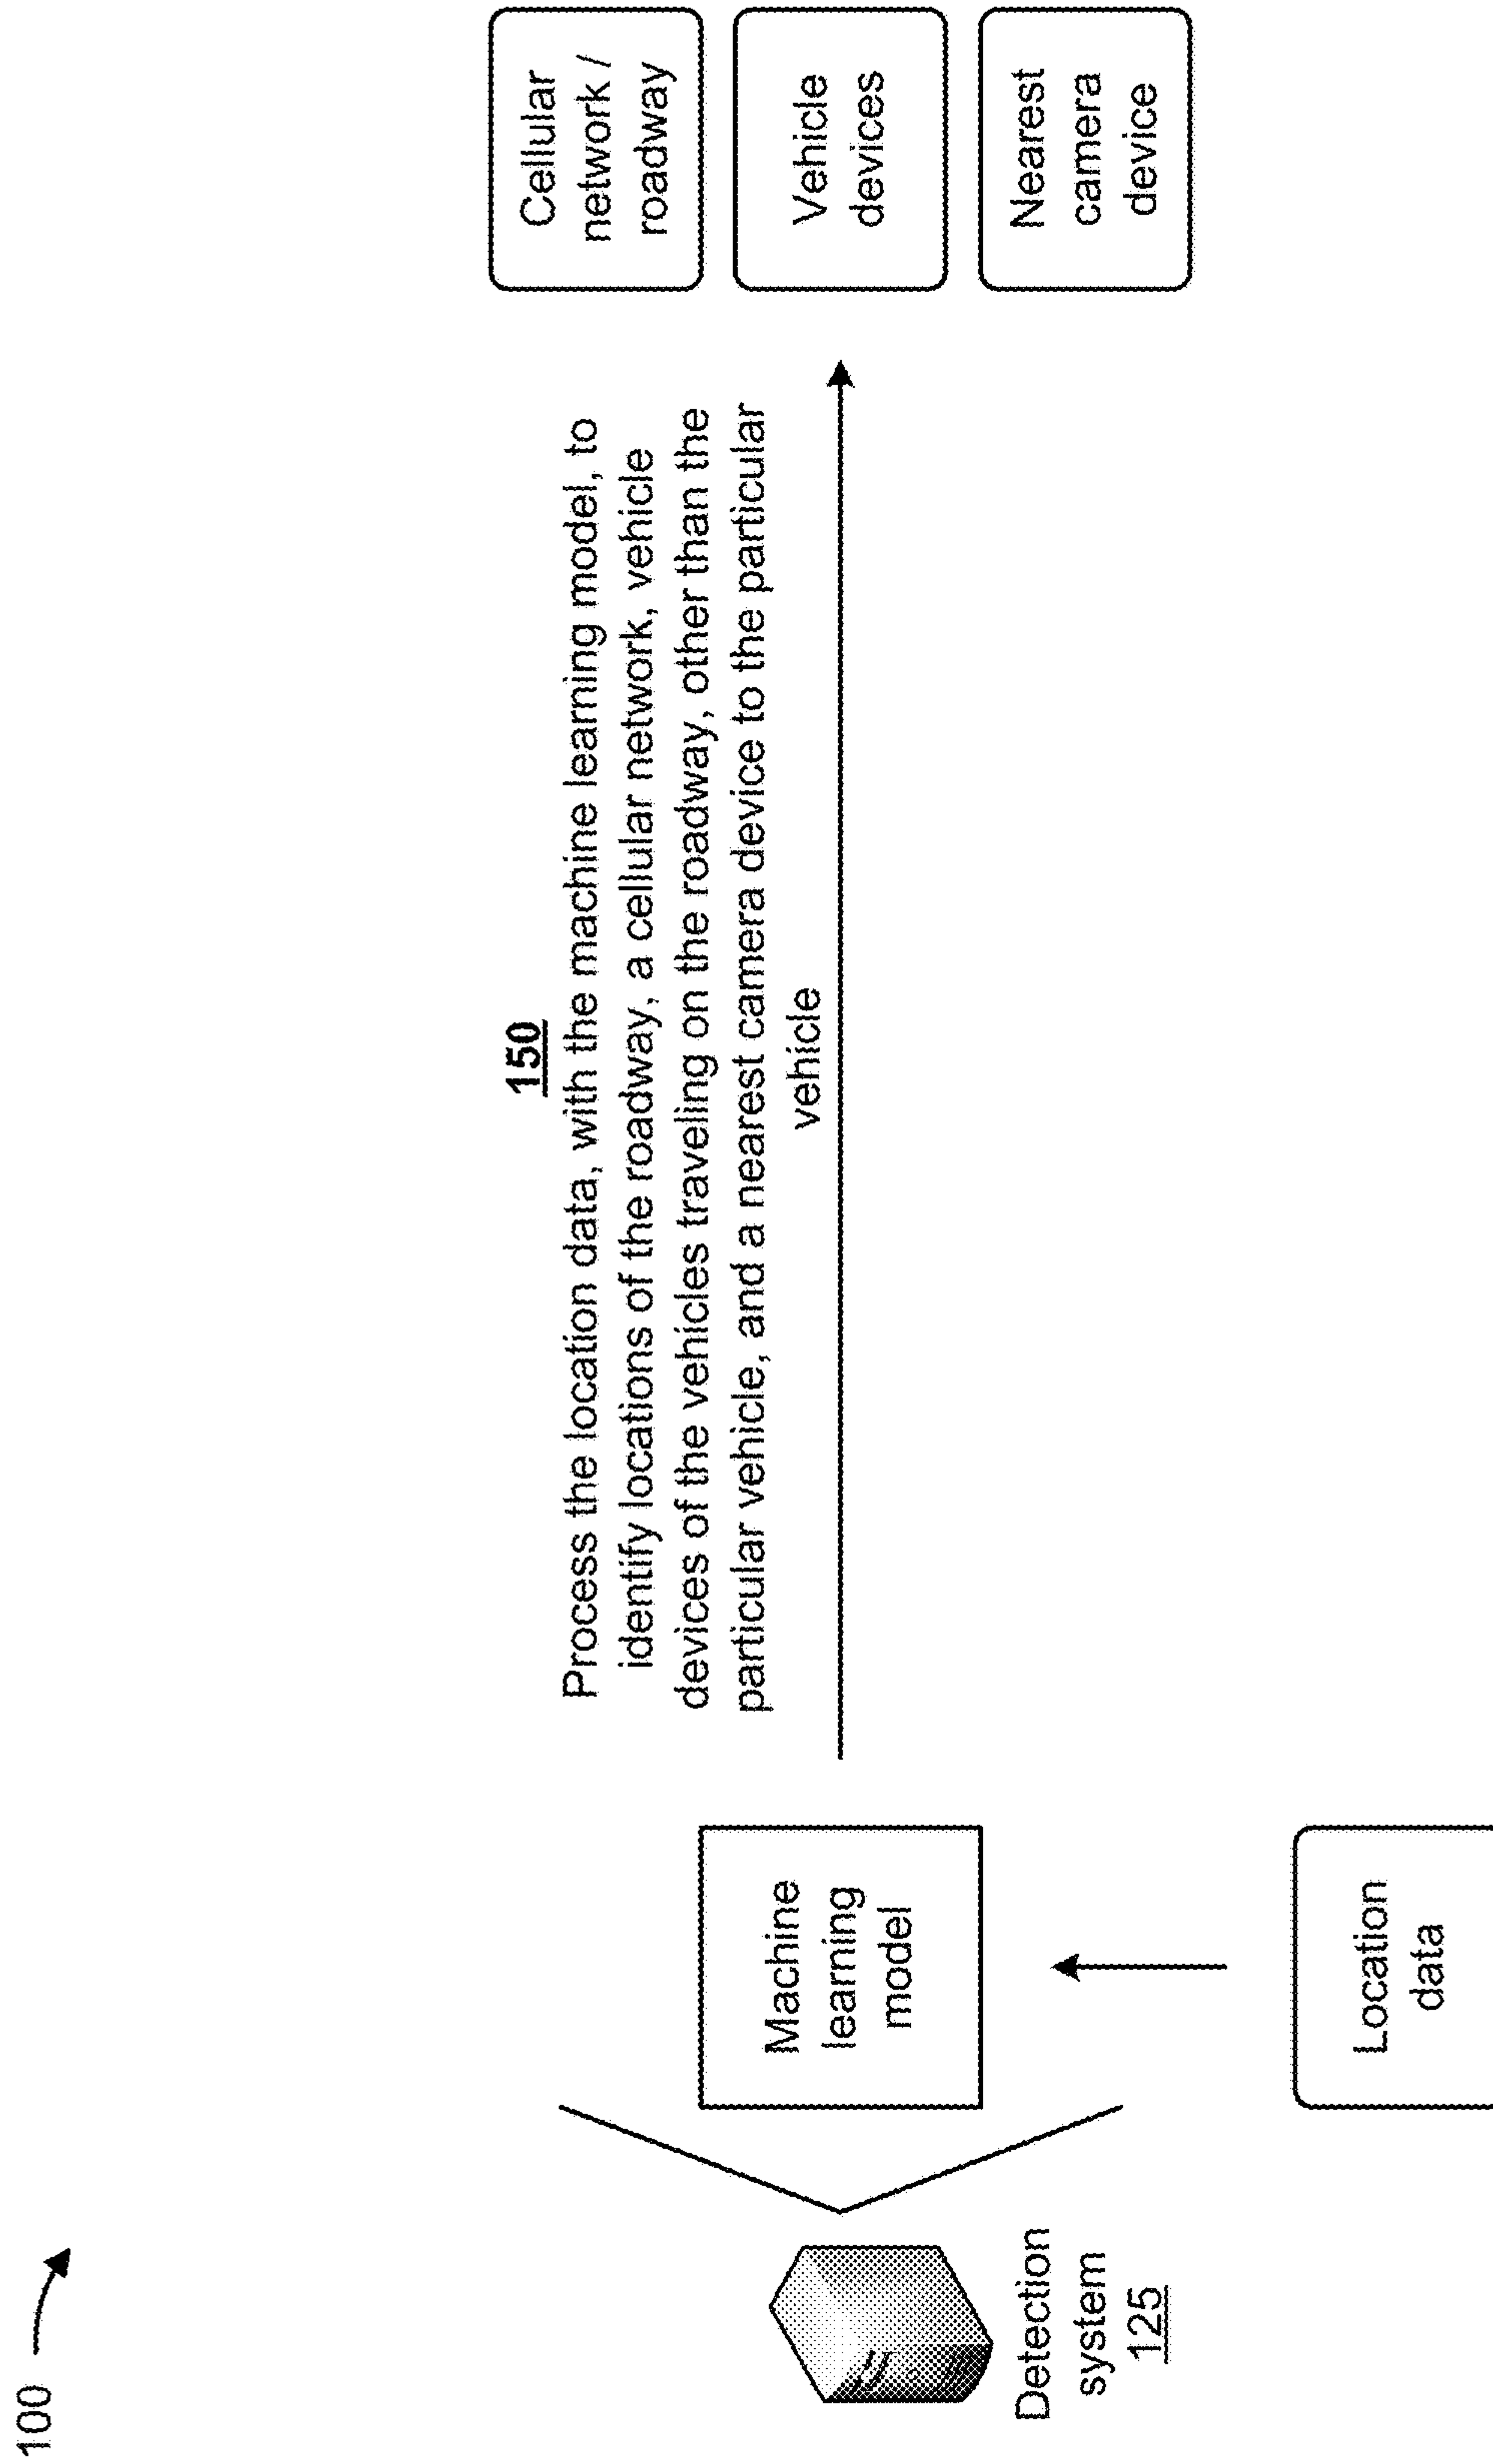 100
150
Process the location data, with the machine learning model, to
identify locations of the roadway, a cellular network, vehicle
devices of the vehicles traveling on the roadway, other than the
particular vehicle, and a nearest camera device to the particular
vehicle
Cellular
network /
roadway
Vehicle
devices
Nearest
camera
device
Machine
learning
model
Detection
system
125
Location
data